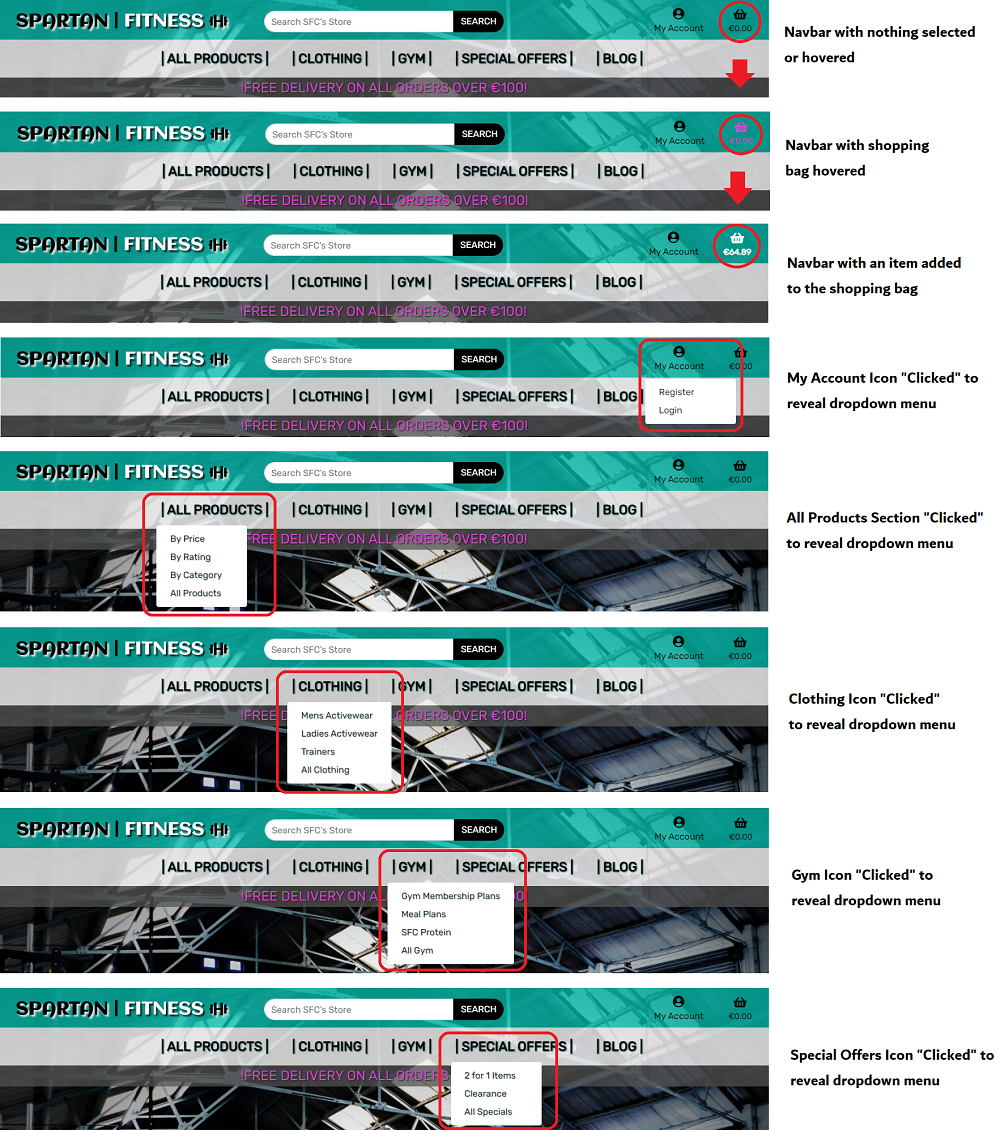 SPARTAN | FITNESS
Search SFC's Store
SEARCH
My Account
€0.00
| ALL PRODUCTS | | CLOTHING | | GYM | | SPECIAL OFFERS | | BLOG |
!FREE DELIVERY ON ALL ORDERS OVER €100!
Navbar with nothing selected
or hovered
SPARTAN | FITNESS
Search SFC's Store
SEARCH
My Account
€0.00
| ALL PRODUCTS | | CLOTHING | | GYM | | SPECIAL OFFERS | | BLOG |
!FREE DELIVERY ON ALL ORDERS OVER €100!
Navbar with shopping
bag hovered
SPARTAN | FITNESS
Search SFC's Store
SEARCH
My Account
€64.89
| ALL PRODUCTS | | CLOTHING | | GYM | | SPECIAL OFFERS | | BLOG |
!FREE DELIVERY ON ALL ORDERS OVER €100!
Navbar with an item added
to the shopping bag
SPARTAN | FITNESS
Search SFC's Store
SEARCH
My Account
€0.00
| ALL PRODUCTS | | CLOTHING | | GYM | | SPECIAL OFFERS | | BLOG |
Register
Login
!FREE DELIVERY ON ALL ORDERS OVER €100!
My Account Icon "Clicked" to
reveal dropdown menu
SPARTAN | FITNESS
Search SFC's Store
SEARCH
My Account
€0.00
| ALL PRODUCTS | | CLOTHING | | GYM | | SPECIAL OFFERS | | BLOG |
FREE DELIVERY ON ALL ORDERS OVER €100!
By Price
By Rating
By Category
All Products
All Products Section "Clicked"
to reveal dropdown menu
SPARTAN | FITNESS
Search SFC's Store
SEARCH
My Account
€0.00
| ALL PRODUCTS | | CLOTHING | | GYM | | SPECIAL OFFERS | | BLOG |
!FREE ORDERS OVER €100!
Mens Activewear
Ladies Activewear
Trainers
All Clothing
Clothing Icon "Clicked"
to reveal dropdown menu
SPARTAN | FITNESS
Search SFC's Store
SEARCH
My Account
€0.00
| ALL PRODUCTS | | CLOTHING | | GYM | | SPECIAL OFFERS | | BLOG |
!FREE DELIVERY ON A
Gym Membership Plans
Meal Plans
SFC Protein
All Gym
Gym Icon "Clicked" to
reveal dropdown menu
SPARTAN | FITNESS
Search SFC's Store
SEARCH
My Account
€0.00
| ALL PRODUCTS | | CLOTHING | | GYM | | SPECIAL OFFERS | | BLOG |
!FREE DELIVERY ON ALL ORDERS
2 for 1 Items
Clearance
All Specials
Special Offers Icon "Clicked" to
reveal dropdown menu